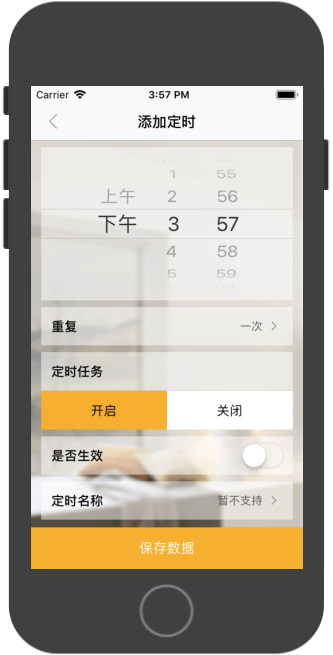 Carrier 3:57 PM
添加定时
1 55
上午 2 56
下午 3 57
4 58
5 59
重复 一次
定时任务
开启 关闭
是否生效
定时名称 暂不支持
保存数据